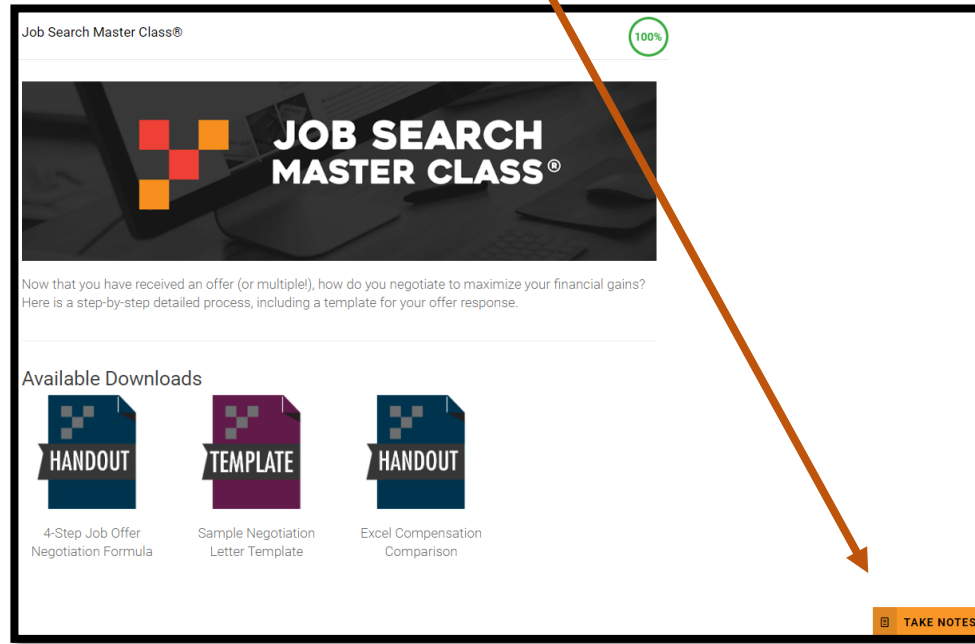 Job Search Master Class®
100%
JOB SEARCH
MASTER CLASS®
Now that you have received an offer (or multiple!), how do you negotiate to maximize your financial gains?
Here is a step-by-step detailed process, including a template for your offer response.
Available Downloads
HANDOUT
TEMPLATE
HANDOUT
4-Step Job Offer
Negotiation Formula
Sample Negotiation
Letter Template
Excel Compensation
Comparison
TAKE NOTES